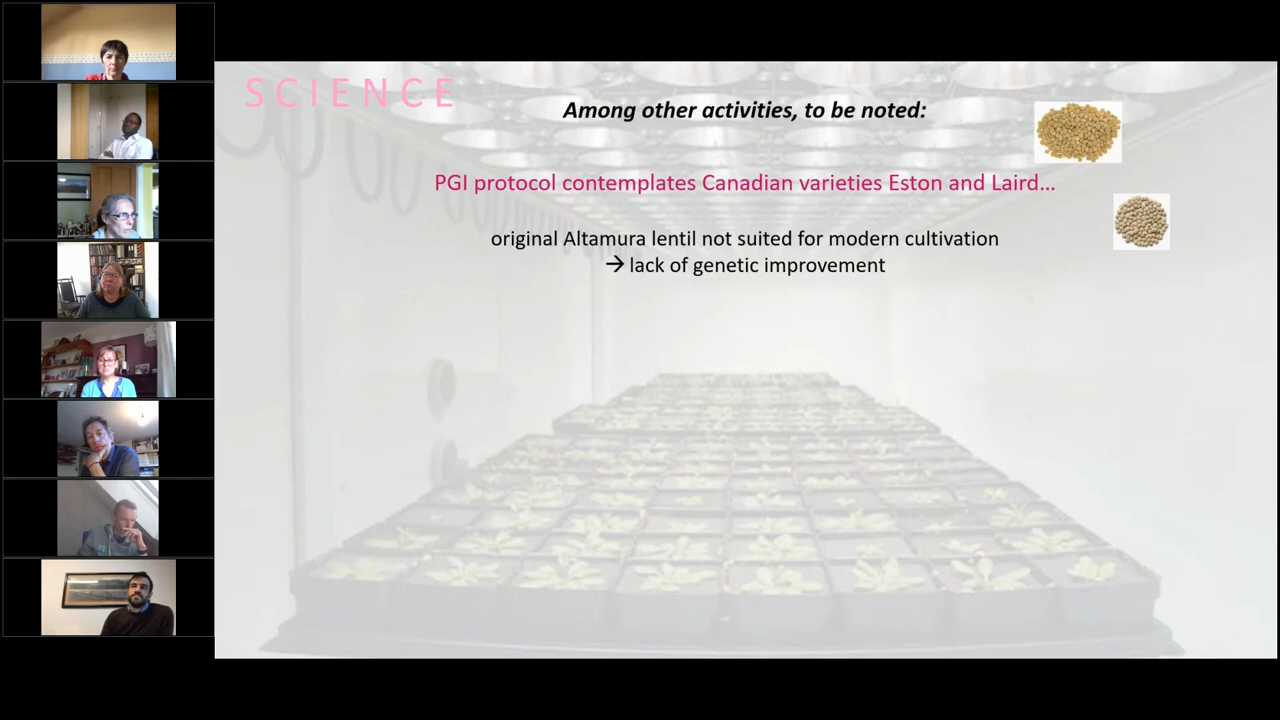 SCIENCE
Among other activities, to be noted:
PGI protocol contemplates Canadian varieties Eston and Laird…
original Altamura lentil not suited for modern cultivation
→ lack of genetic improvement